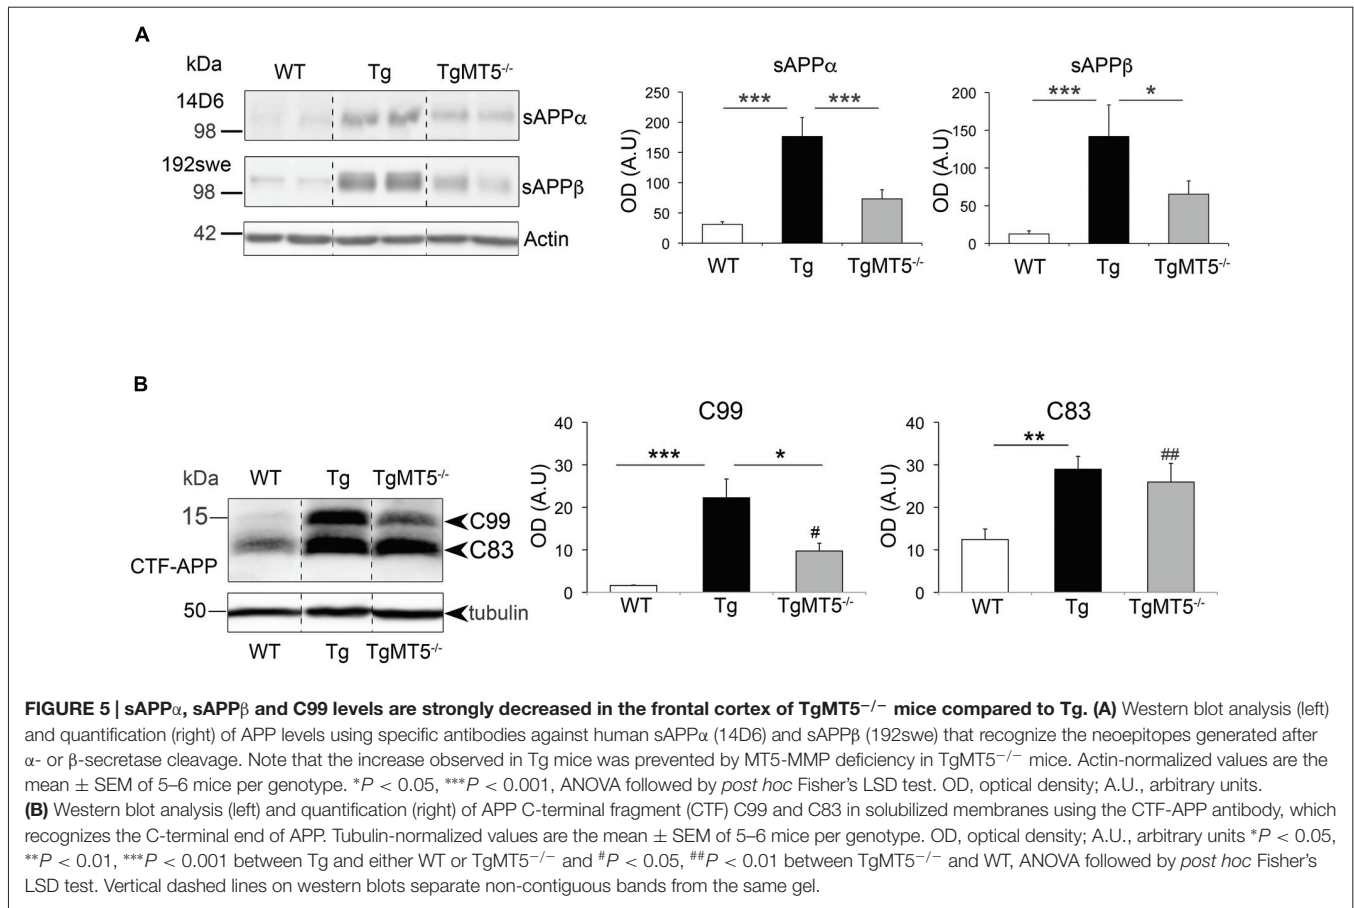 A
kDa
WT Tg TgMT5-/-
14D6
98
sAPPα
192swe
98
sAPPβ
42
Actin
sAPPα
*** ***
OD (A.U)
250
200
150
100
50
0
WT Tg TgMT5-/-
sAPPβ
*** *
OD (A.U)
200
150
100
50
0
WT Tg TgMT5-/-
B
kDa
WT Tg TgMT5-/-
15
C99
C83
CTF-APP
50
tubulin
WT Tg TgMT5-/-
C99
*** *
#
OD (A.U)
40
30
20
10
0
WT Tg TgMT5-/-
C83
**
##
OD (A.U)
40
30
20
10
0
WT Tg TgMT5-/-
FIGURE 5 | sAPPα, sAPPβ and C99 levels are strongly decreased in the frontal cortex of TgMT5−/− mice compared to Tg. (A) Western blot analysis (left)
and quantification (right) of APP levels using specific antibodies against human sAPPα (14D6) and sAPPβ (192swe) that recognize the neoepitopes generated after
α- or β-secretase cleavage. Note that the increase observed in Tg mice was prevented by MT5-MMP deficiency in TgMT5−/− mice. Actin-normalized values are the
mean ± SEM of 5–6 mice per genotype. *P < 0.05, ***P < 0.001, ANOVA followed by post hoc Fisher's LSD test. OD, optical density; A.U., arbitrary units.
(B) Western blot analysis (left) and quantification (right) of APP C-terminal fragment (CTF) C99 and C83 in solubilized membranes using the CTF-APP antibody, which
recognizes the C-terminal end of APP. Tubulin-normalized values are the mean ± SEM of 5–6 mice per genotype. OD, optical density; A.U., arbitrary units *P < 0.05,
**P < 0.01, ***P < 0.001 between Tg and either WT or TgMT5−/− and #P < 0.05, ##P < 0.01 between TgMT5−/− and WT, ANOVA followed by post hoc Fisher's
LSD test. Vertical dashed lines on western blots separate non-contiguous bands from the same gel.